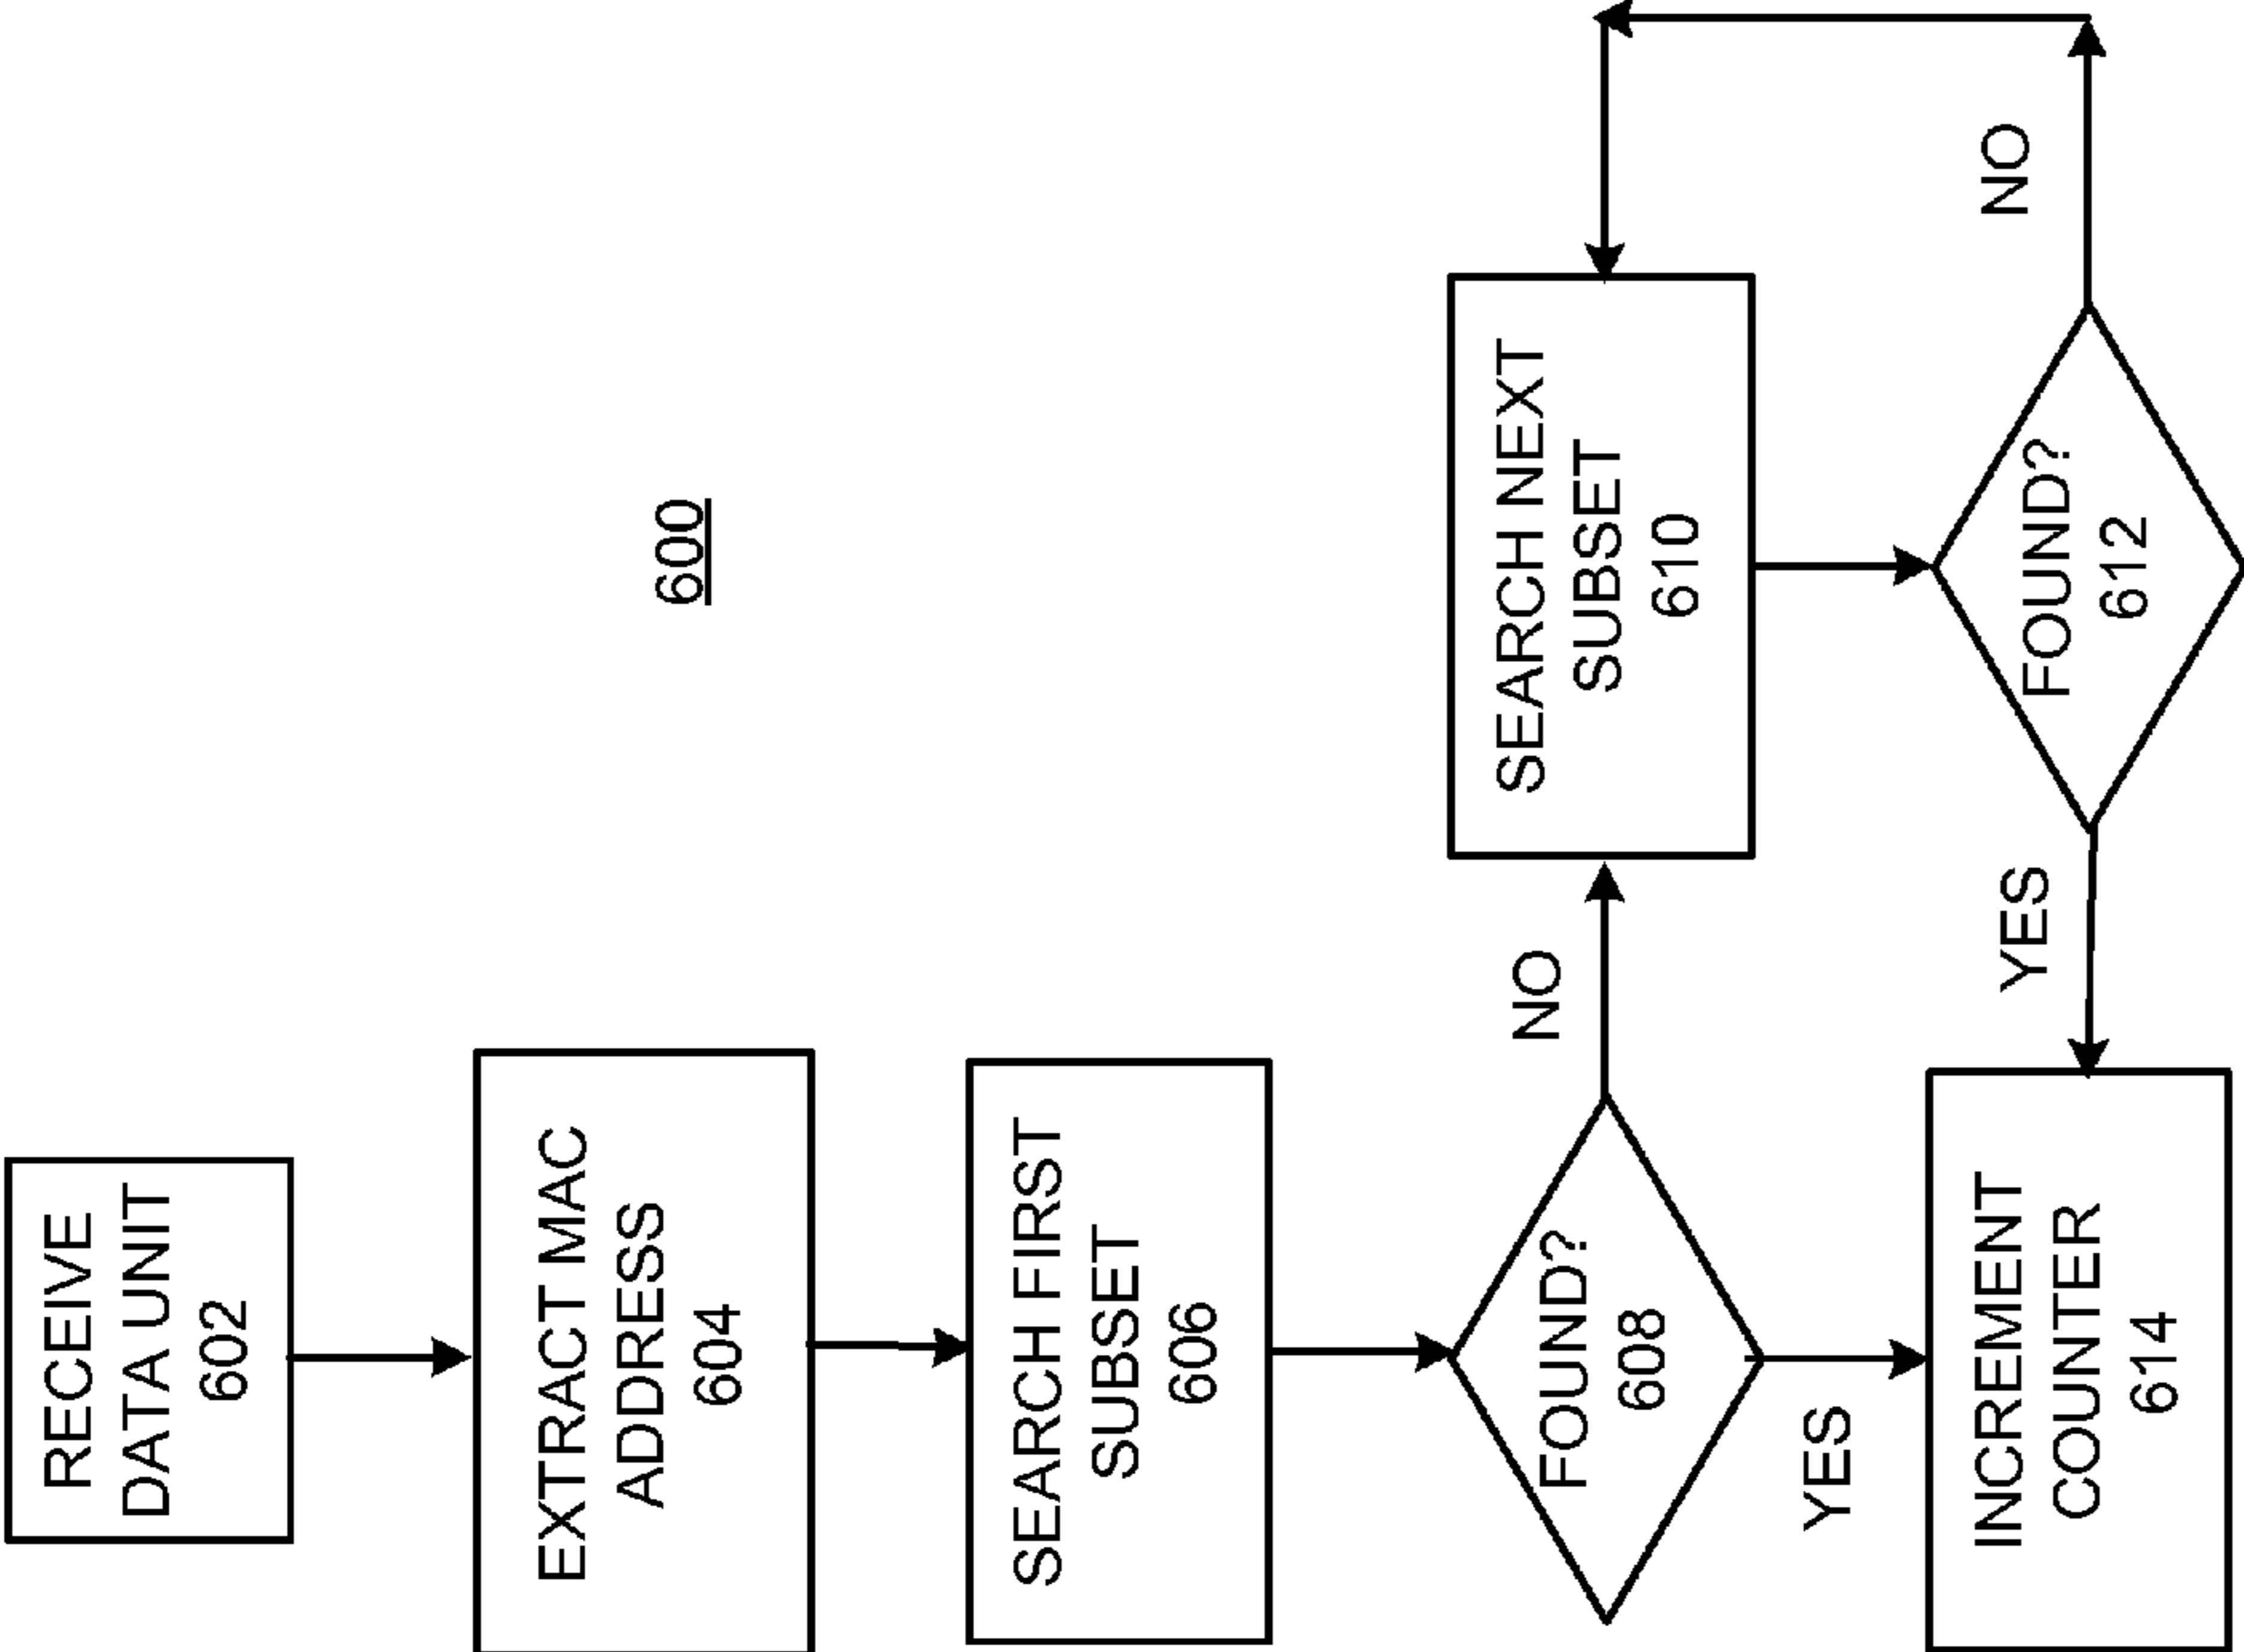 600
RECEIVE
DATA UNIT
602
EXTRACT MAC
ADDRESS
604
SEARCH FIRST
SUBSET
606
FOUND?
608
NO
YES
SEARCH NEXT
SUBSET
610
FOUND?
612
NO
YES
INCREMENT
COUNTER
614